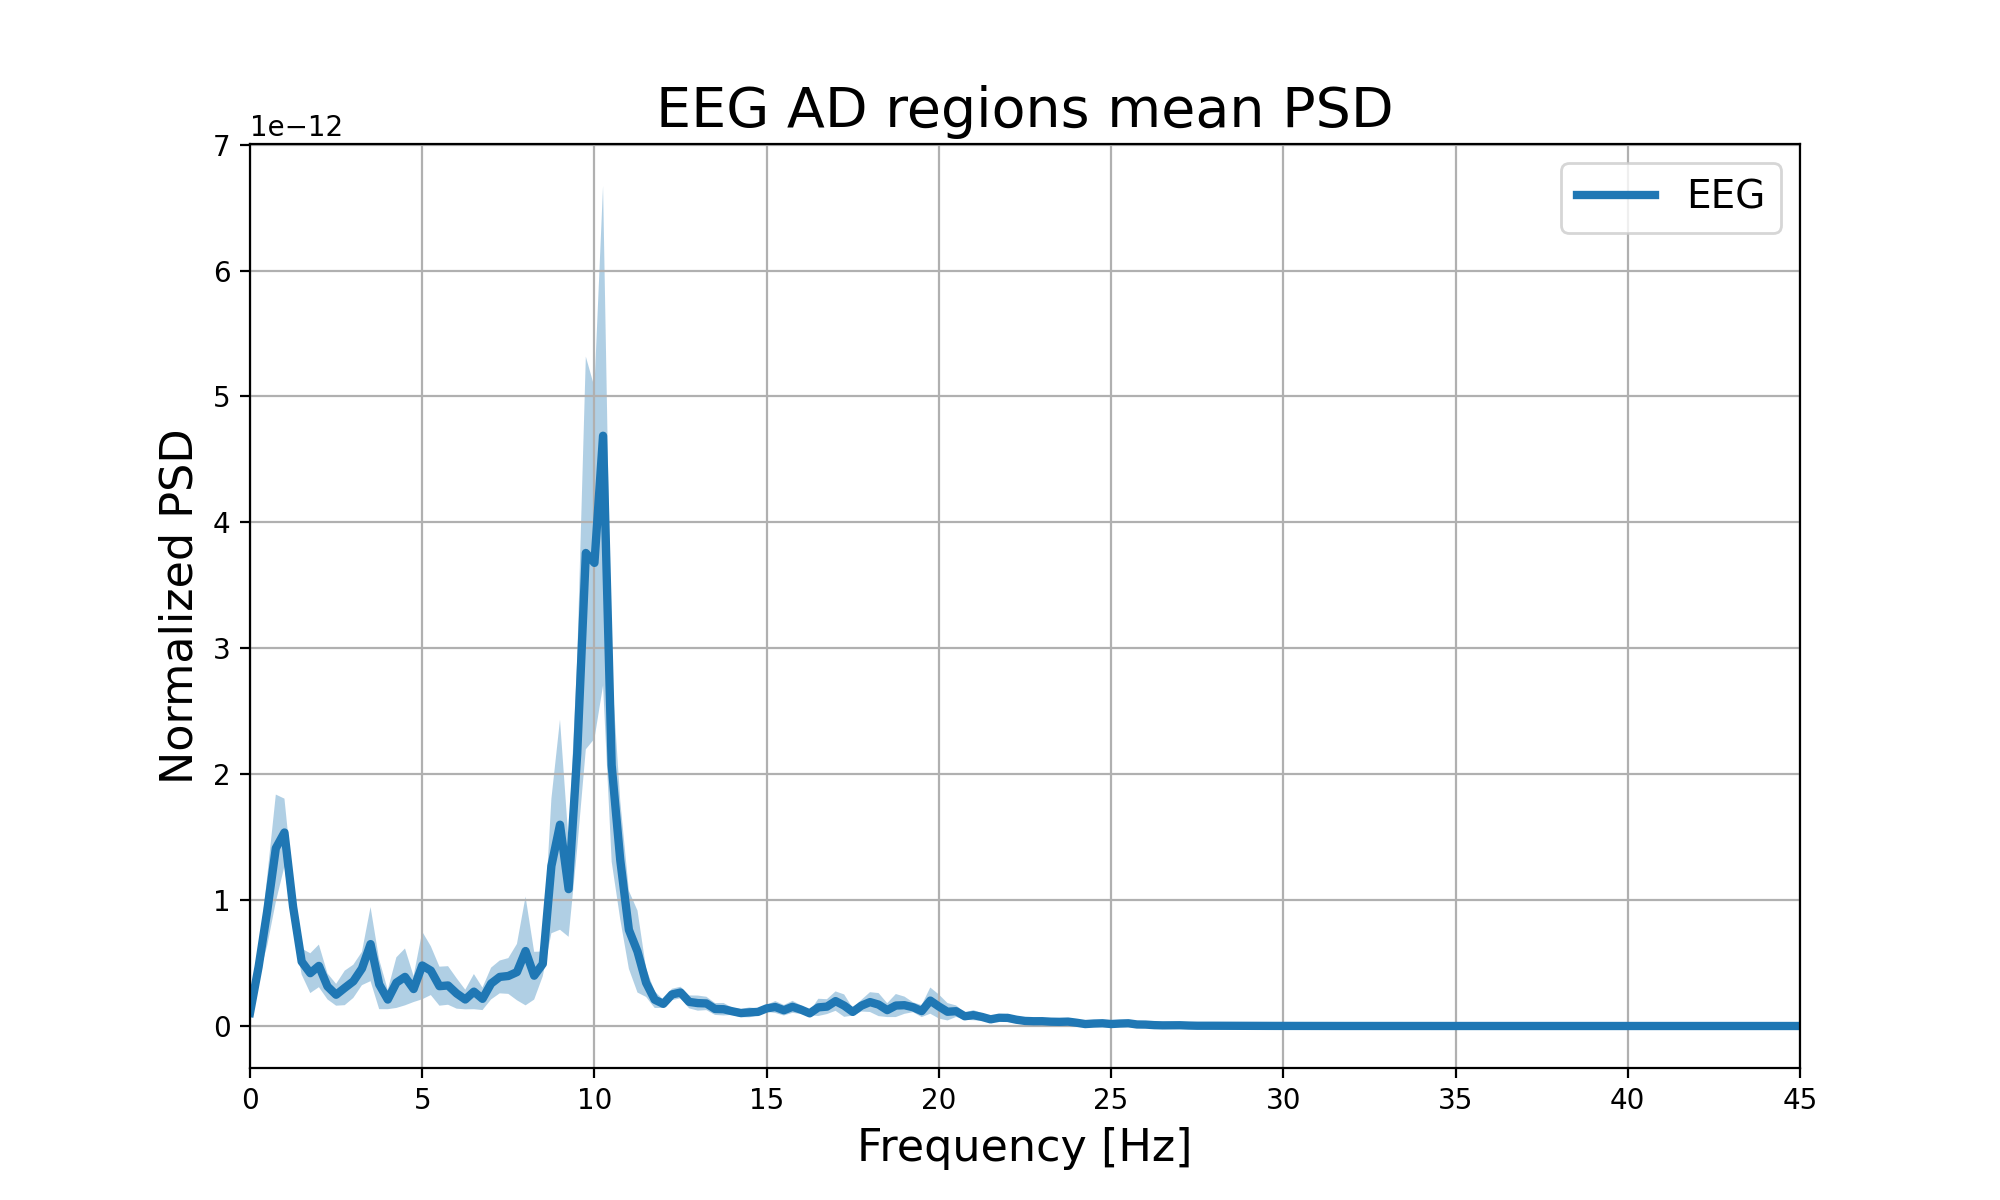 EEG AD regions mean PSD
1e−12
EEG
7
6
5
4
3
2
1
0
Normalized PSD
0 5 10 15 20 25 30 35 40 45
Frequency [Hz]